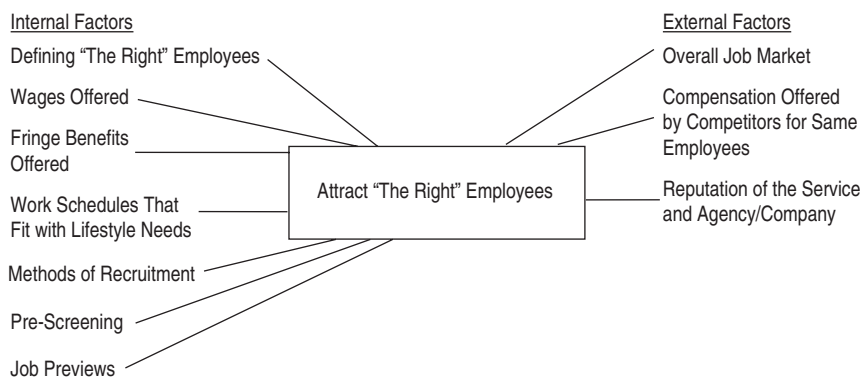 Internal Factors
Defining “The Right” Employees
Wages Offered
Fringe Benefits
Offered
Work Schedules That
Fit with Lifestyle Needs
Methods of Recruitment
Pre-Screening
Job Previews
Attract “The Right” Employees
External Factors
Overall Job Market
Compensation Offered
by Competitors for Same
Employees
Reputation of the Service
and Agency/Company